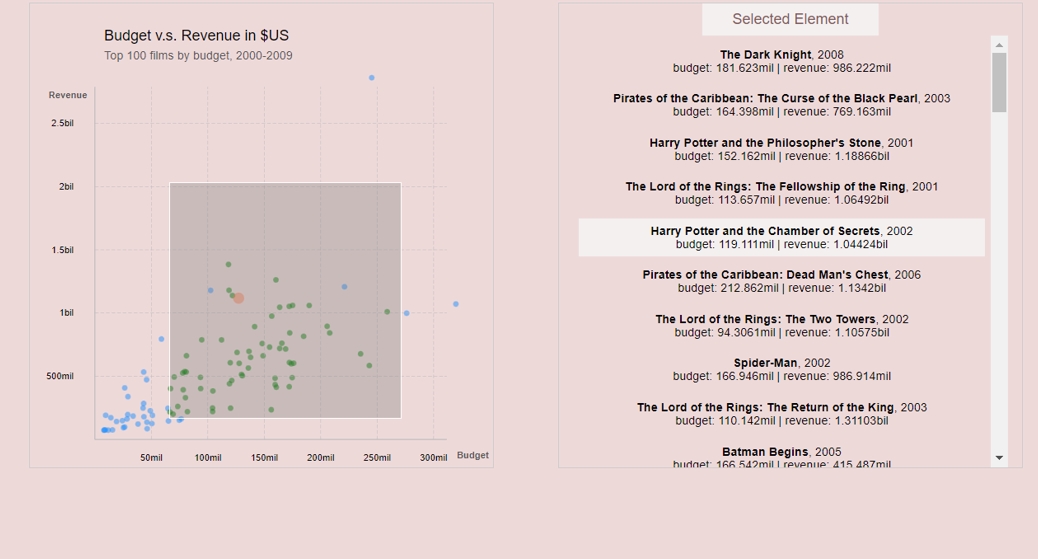 Budget v.s. Revenue in $US
Top 100 films by budget, 2000-2009
Revenue
2.5bil
2bil
1.5bil
1bil
500mil
50mil 100mil 150mil 200mil 250mil 300mil Budget
Selected Element
The Dark Knight, 2008
budget: 181.623mil | revenue: 986.222mil
Pirates of the Caribbean: The Curse of the Black Pearl, 2003
budget: 164.398mil | revenue: 769.163mil
Harry Potter and the Philosopher's Stone, 2001
budget: 152.162mil | revenue: 1.18866bil
The Lord of the Rings: The Fellowship of the Ring, 2001
budget: 113.657mil | revenue: 1.06492bil
Harry Potter and the Chamber of Secrets, 2002
budget: 119.111mil | revenue: 1.04424bil
Pirates of the Caribbean: Dead Man's Chest, 2006
budget: 212.862mil | revenue: 1.1342bil
The Lord of the Rings: The Two Towers, 2002
budget: 94.3061mil | revenue: 1.10575bil
Spider-Man, 2002
budget: 166.946mil | revenue: 986.914mil
The Lord of the Rings: The Return of the King, 2003
budget: 110.142mil | revenue: 1.31103bil
Batman Begins, 2005
budget: 166.542mil | revenue: 415.487mil